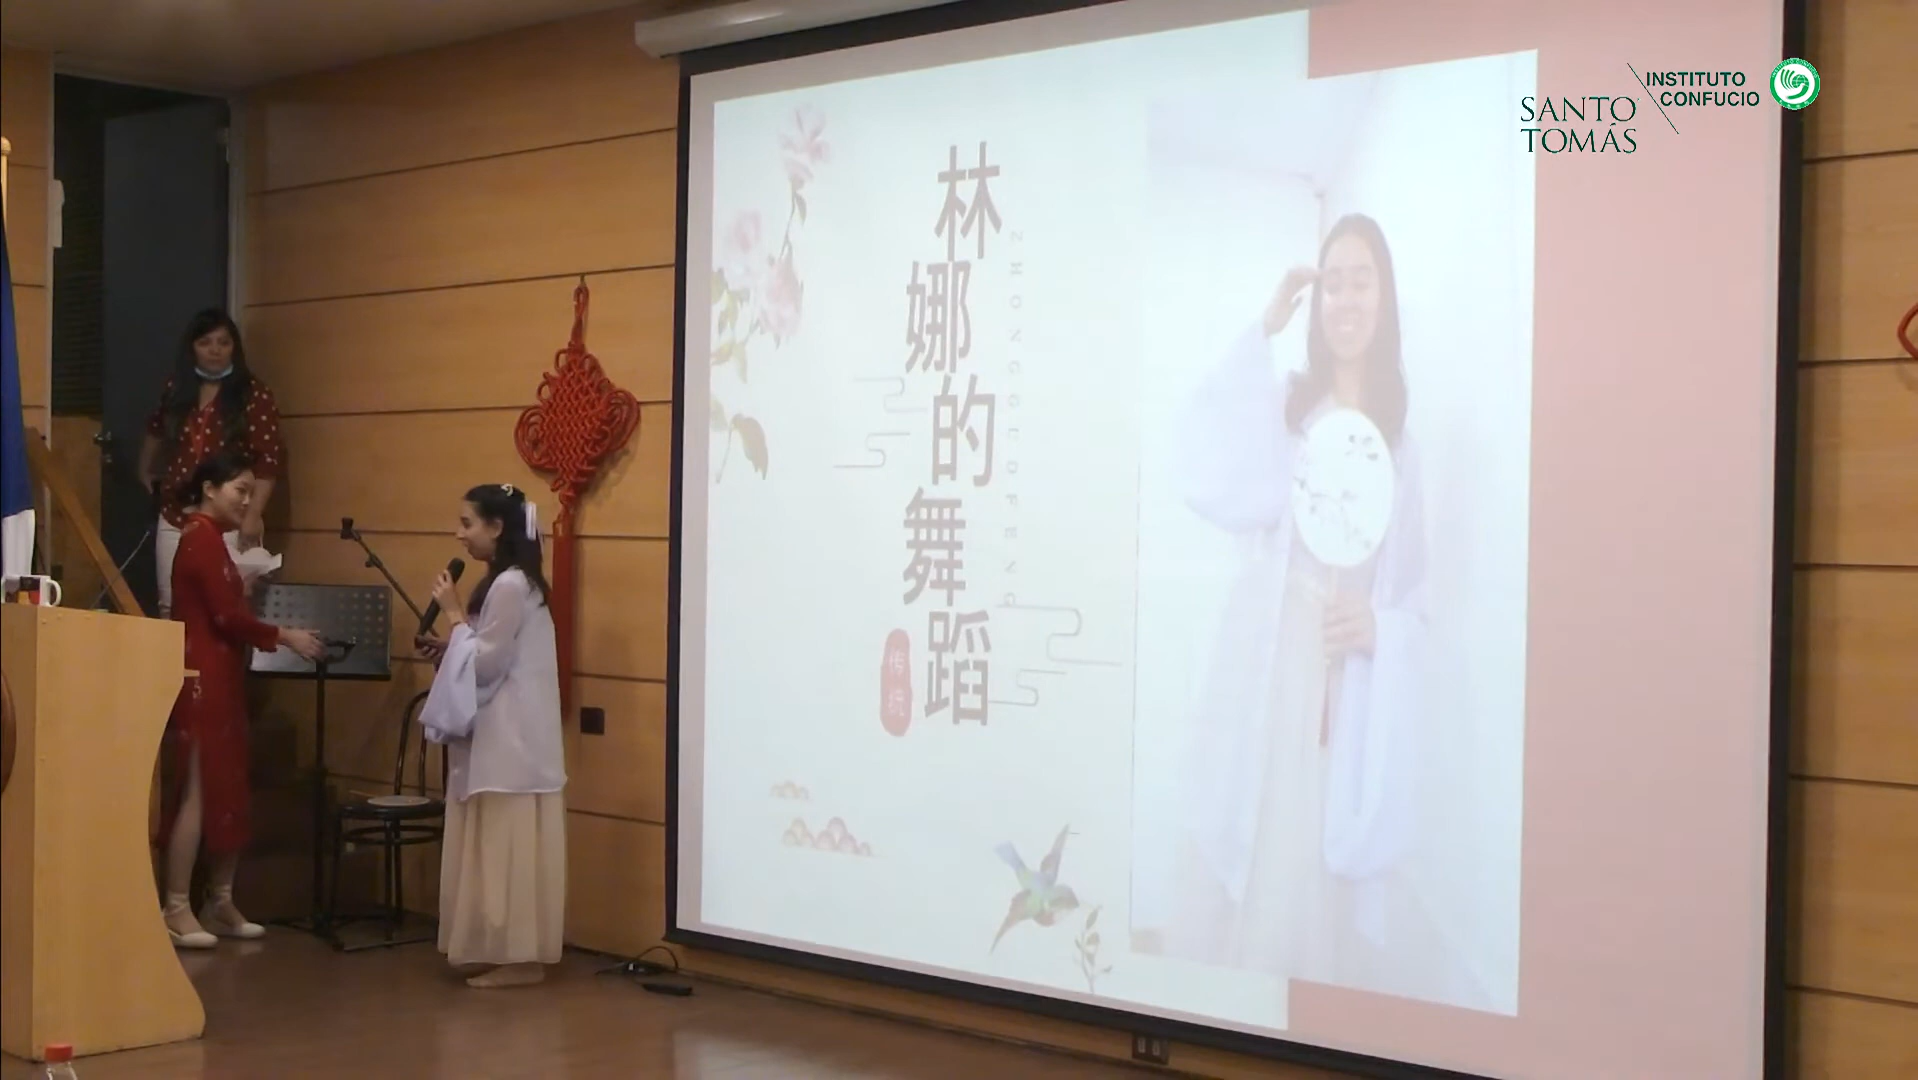 林娜的舞蹈
ZHONGGUOFENG
传统
SANTO
TOMÁS
INSTITUTO
CONFUCIO